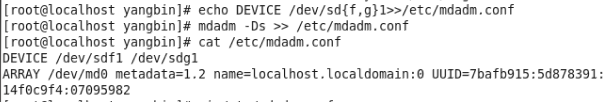 [root@localhost yangbin]# echo DEVICE /dev/sd{f,g}1>>/etc/mdadm.conf
[root@localhost yangbin]# mdadm -Ds >> /etc/mdadm.conf
[root@localhost yangbin]# cat /etc/mdadm.conf
DEVICE /dev/sdf1 /dev/sdg1
ARRAY /dev/md0 metadata=1.2 name=localhost.localdomain:0 UUID=7bafb915:5d878391:
14f0c9f4:07095982